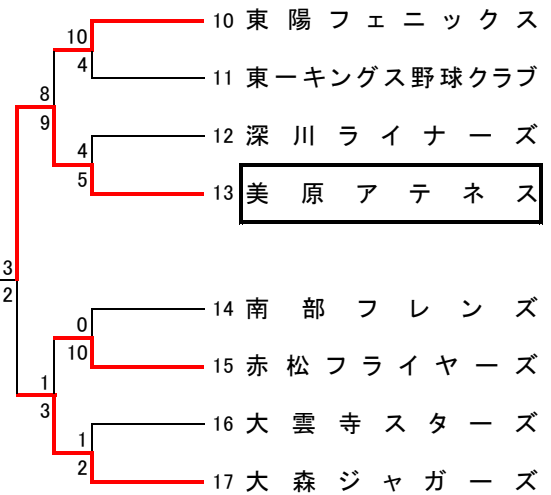 10 東陽フェニックス
10
4
11 東一キングス野球クラブ
8
9
12 深川ライナーズ
4
5
13 美原アテネス
3
2
14 南部フレンズ
0
10
15 赤松フライヤーズ
1
3
16 大雲寺スターズ
1
2
17 大森ジャガーズ